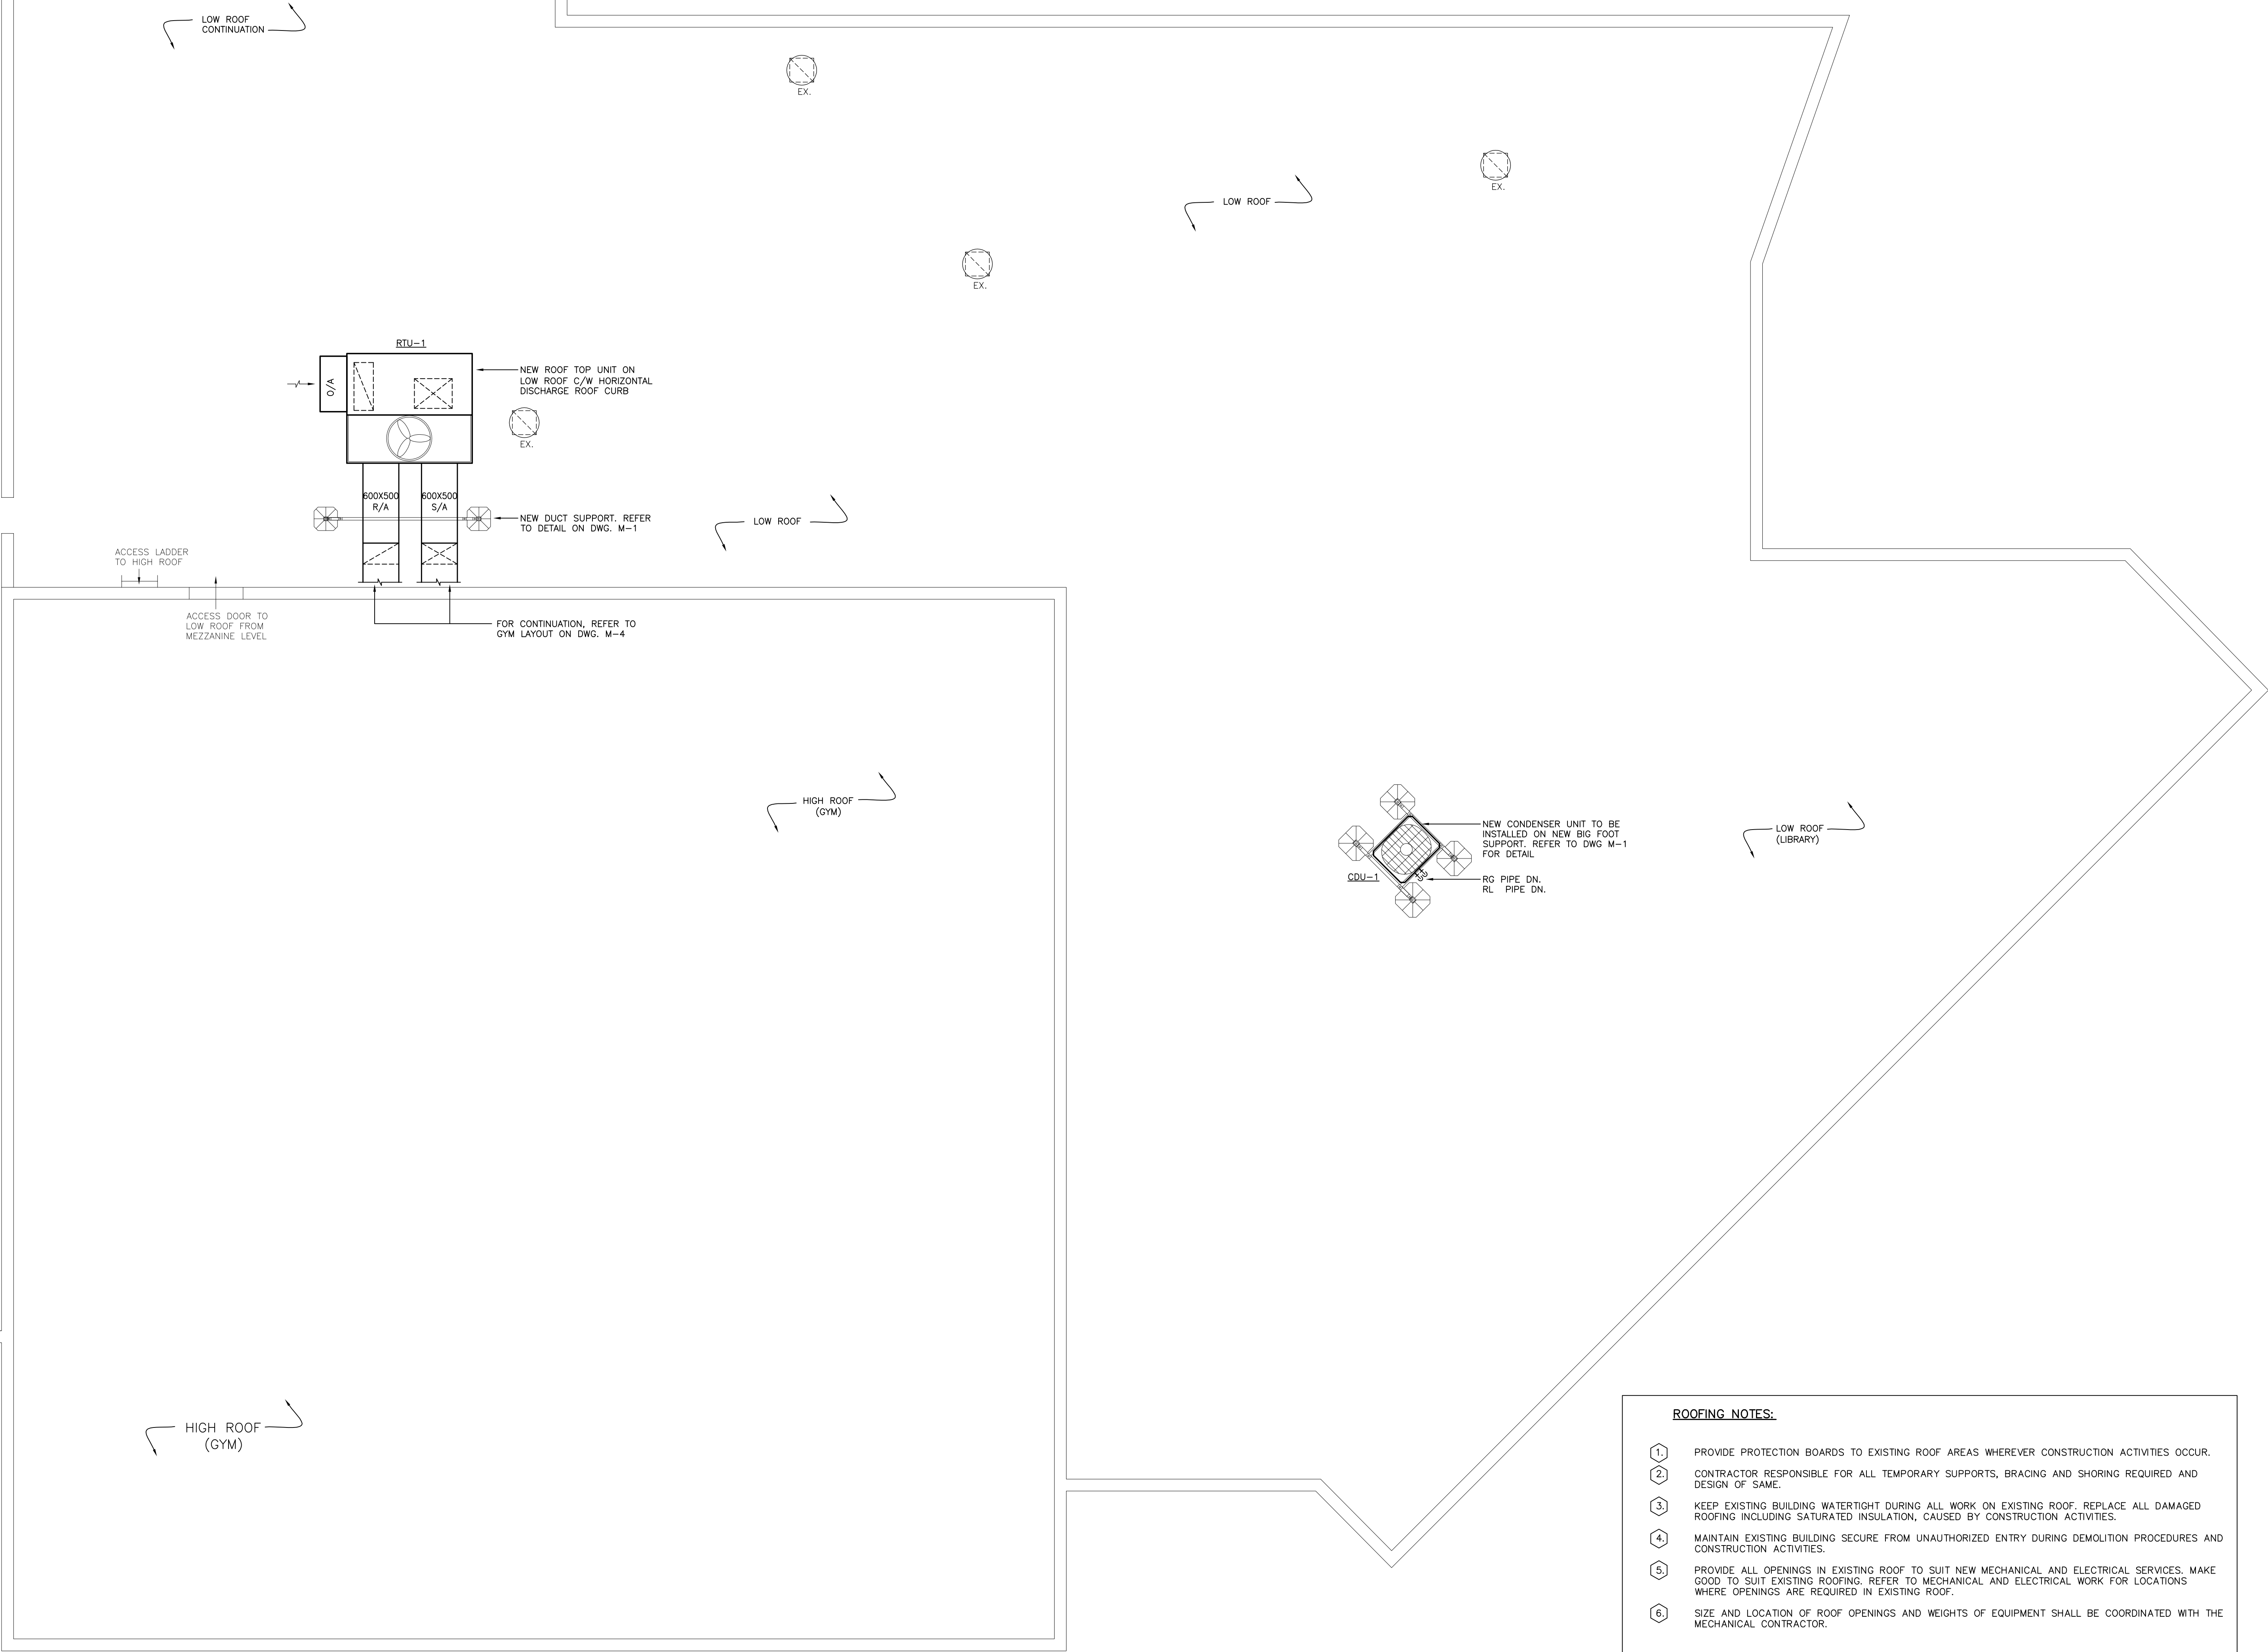 LOW ROOF
CONTINUATION
EX.
EX.
LOW ROOF
EX.
RTU-1
O/A
NEW ROOF TOP UNIT ON
LOW ROOF C/W HORIZONTAL
DISCHARGE ROOF CURB
EX.
600X500
R/A
600X500
S/A
NEW DUCT SUPPORT. REFER
TO DETAIL ON DWG. M-1
LOW ROOF
ACCESS LADDER
TO HIGH ROOF
ACCESS DOOR TO
LOW ROOF FROM
MEZZANINE LEVEL
FOR CONTINUATION, REFER TO
GYM LAYOUT ON DWG. M-4
HIGH ROOF
(GYM)
NEW CONDENSER UNIT TO BE
INSTALLED ON NEW BIG FOOT
SUPPORT. REFER TO DWG M-1
FOR DETAIL
CDU-1
RG PIPE DN.
RL PIPE DN.
LOW ROOF
(LIBRARY)
HIGH ROOF
(GYM)
ROOFING NOTES:
1. PROVIDE PROTECTION BOARDS TO EXISTING ROOF AREAS WHEREVER CONSTRUCTION ACTIVITIES OCCUR.
2. CONTRACTOR RESPONSIBLE FOR ALL TEMPORARY SUPPORTS, BRACING AND SHORING REQUIRED AND
DESIGN OF SAME.
3. KEEP EXISTING BUILDING WATERTIGHT DURING ALL WORK ON EXISTING ROOF. REPLACE ALL DAMAGED
ROOFING INCLUDING SATURATED INSULATION, CAUSED BY CONSTRUCTION ACTIVITIES.
4. MAINTAIN EXISTING BUILDING SECURE FROM UNAUTHORIZED ENTRY DURING DEMOLITION PROCEDURES AND
CONSTRUCTION ACTIVITIES.
5. PROVIDE ALL OPENINGS IN EXISTING ROOF TO SUIT NEW MECHANICAL AND ELECTRICAL SERVICES. MAKE
GOOD TO SUIT EXISTING ROOFING. REFER TO MECHANICAL AND ELECTRICAL WORK FOR LOCATIONS
WHERE OPENINGS ARE REQUIRED IN EXISTING ROOF.
6. SIZE AND LOCATION OF ROOF OPENINGS AND WEIGHTS OF EQUIPMENT SHALL BE COORDINATED WITH THE
MECHANICAL CONTRACTOR.